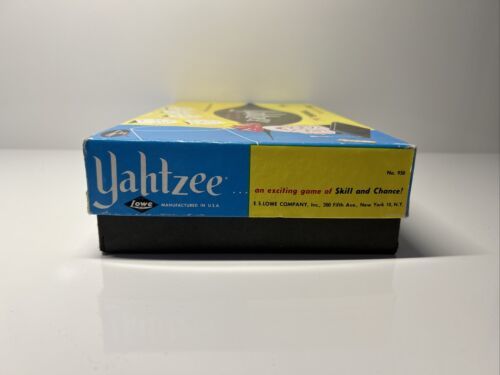 Yahtzee
Lowe
MANUFACTURED IN U.S.A.
No. 950
... an exciting game of Skill and Chance!
E. S. LOWE COMPANY, Inc., 200 Fifth Ave., New York 10, N.Y.